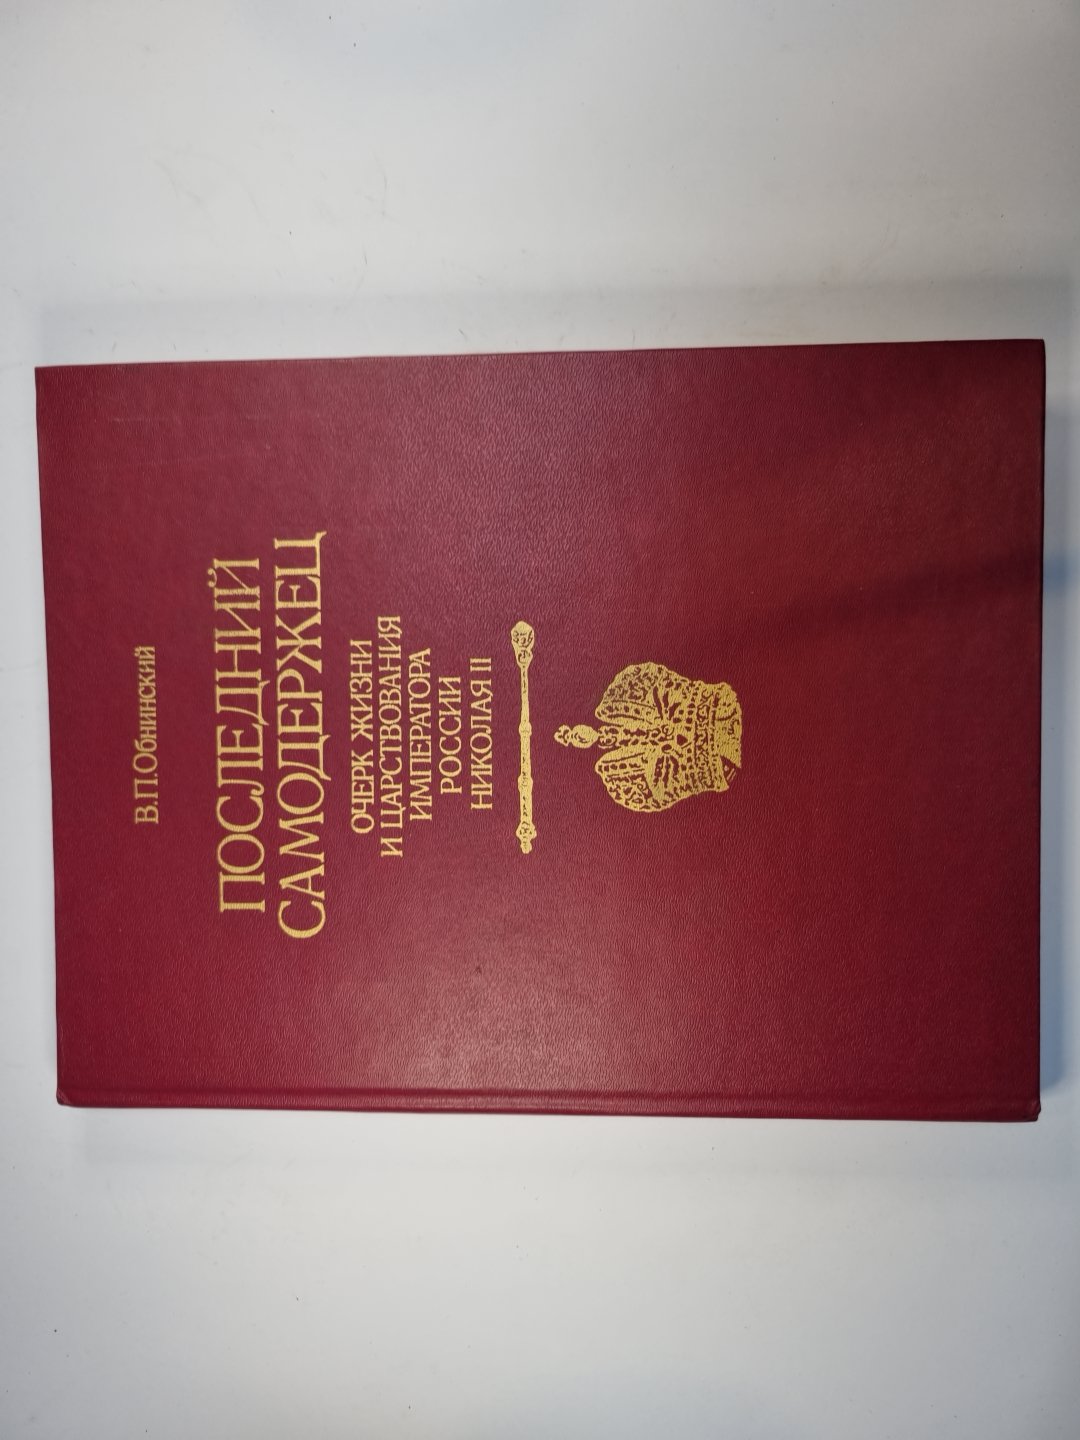 В.П.Обнинский
ПОСЛЕДНИЙ
САМОДЕРЖЕЦ
ОЧЕРК ЖИЗНИ
И ЦАРСТВОВАНИЯ
ИМПЕРАТОРА
РОССИИ
НИКОЛАЯ II